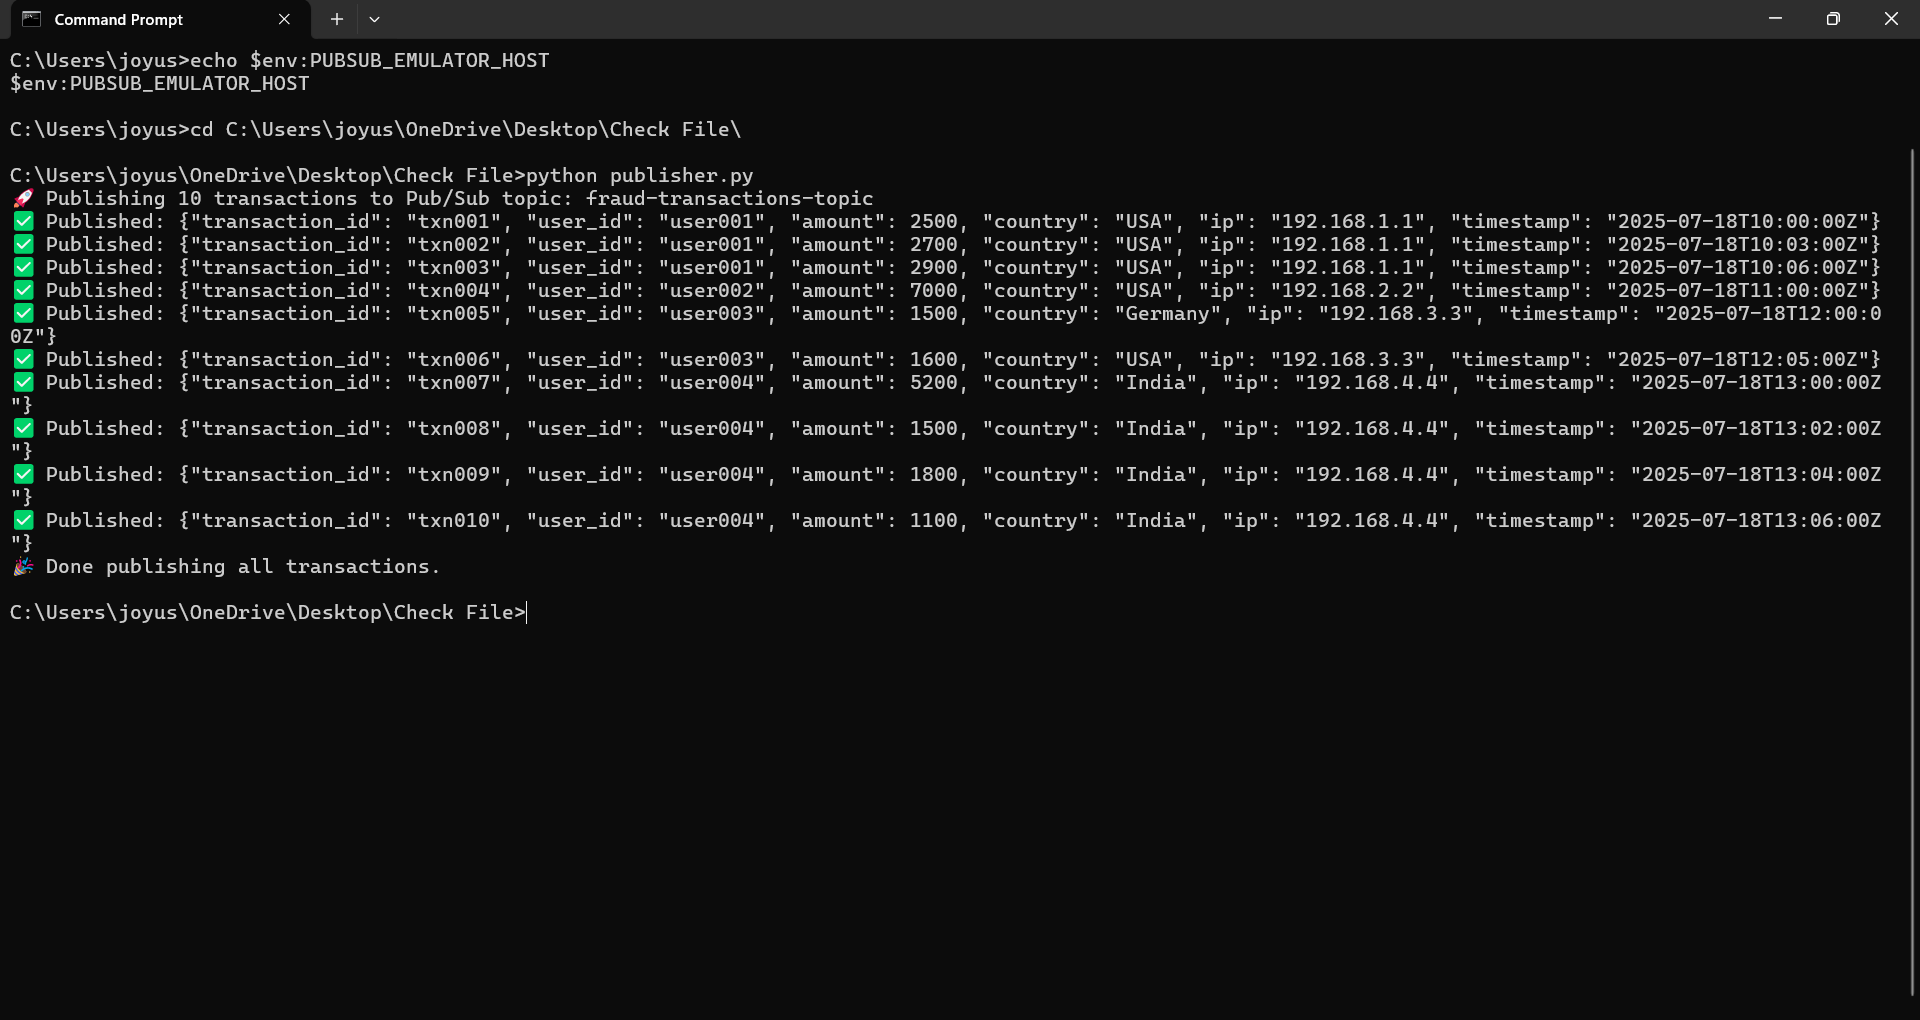 Command Prompt
C:\Users\joyus>echo $env:PUBSUB_EMULATOR_HOST
$env:PUBSUB_EMULATOR_HOST
C:\Users\joyus>cd C:\Users\joyus\OneDrive\Desktop\Check File\
C:\Users\joyus\OneDrive\Desktop\Check File>python publisher.py
🚀 Publishing 10 transactions to Pub/Sub topic: fraud-transactions-topic
✅ Published: {"transaction_id": "txn001", "user_id": "user001", "amount": 2500, "country": "USA", "ip": "192.168.1.1", "timestamp": "2025-07-18T10:00:00Z"}
✅ Published: {"transaction_id": "txn002", "user_id": "user001", "amount": 2700, "country": "USA", "ip": "192.168.1.1", "timestamp": "2025-07-18T10:03:00Z"}
✅ Published: {"transaction_id": "txn003", "user_id": "user001", "amount": 2900, "country": "USA", "ip": "192.168.1.1", "timestamp": "2025-07-18T10:06:00Z"}
✅ Published: {"transaction_id": "txn004", "user_id": "user002", "amount": 7000, "country": "USA", "ip": "192.168.2.2", "timestamp": "2025-07-18T11:00:00Z"}
✅ Published: {"transaction_id": "txn005", "user_id": "user003", "amount": 1500, "country": "Germany", "ip": "192.168.3.3", "timestamp": "2025-07-18T12:00:0
0Z"}
✅ Published: {"transaction_id": "txn006", "user_id": "user003", "amount": 1600, "country": "USA", "ip": "192.168.3.3", "timestamp": "2025-07-18T12:05:00Z"}
✅ Published: {"transaction_id": "txn007", "user_id": "user004", "amount": 5200, "country": "India", "ip": "192.168.4.4", "timestamp": "2025-07-18T13:00:00Z
"}
✅ Published: {"transaction_id": "txn008", "user_id": "user004", "amount": 1500, "country": "India", "ip": "192.168.4.4", "timestamp": "2025-07-18T13:02:00Z
"}
✅ Published: {"transaction_id": "txn009", "user_id": "user004", "amount": 1800, "country": "India", "ip": "192.168.4.4", "timestamp": "2025-07-18T13:04:00Z
"}
✅ Published: {"transaction_id": "txn010", "user_id": "user004", "amount": 1100, "country": "India", "ip": "192.168.4.4", "timestamp": "2025-07-18T13:06:00Z
"}
🎉 Done publishing all transactions.
C:\Users\joyus\OneDrive\Desktop\Check File>